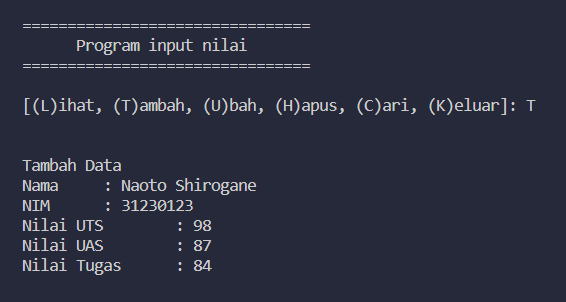 ================================
Program input nilai
================================
[(L)ihat, (T)ambah, (U)bah, (H)apus, (C)ari, (K)eluar]: T
Tambah Data
Nama : Naoto Shirogane
NIM : 31230123
Nilai UTS : 98
Nilai UAS : 87
Nilai Tugas : 84